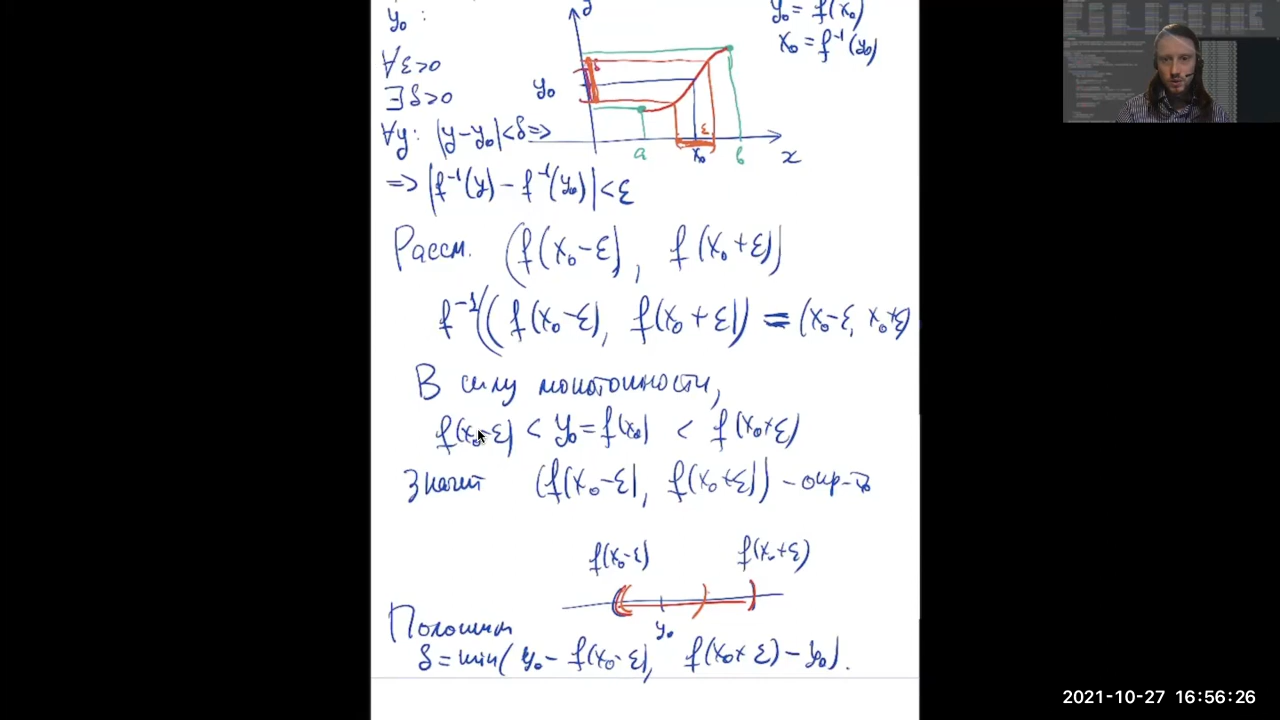 y₀ :
y
y₀ = f(x₀)
x₀ = f⁻¹(y₀)
∀ε>0
∃δ>0
y₀
∀y: |y-y₀|<δ =>
ε
a
x₀
b
x
=> |f⁻¹(y) - f⁻¹(y₀)| < ε
Рассм. (f(x₀-ε), f(x₀+ε))
f⁻¹((f(x₀-ε), f(x₀+ε))) = (x₀-ε, x₀+ε)
В силу монотонности,
f(x₀-ε) < y₀ = f(x₀) < f(x₀+ε)
Значит (f(x₀-ε), f(x₀+ε)) - окр-ть
f(x₀-ε)
f(x₀+ε)
y₀
Положим
δ = min( y₀ - f(x₀-ε), f(x₀+ε) - y₀).
2021-10-27 16:56:26